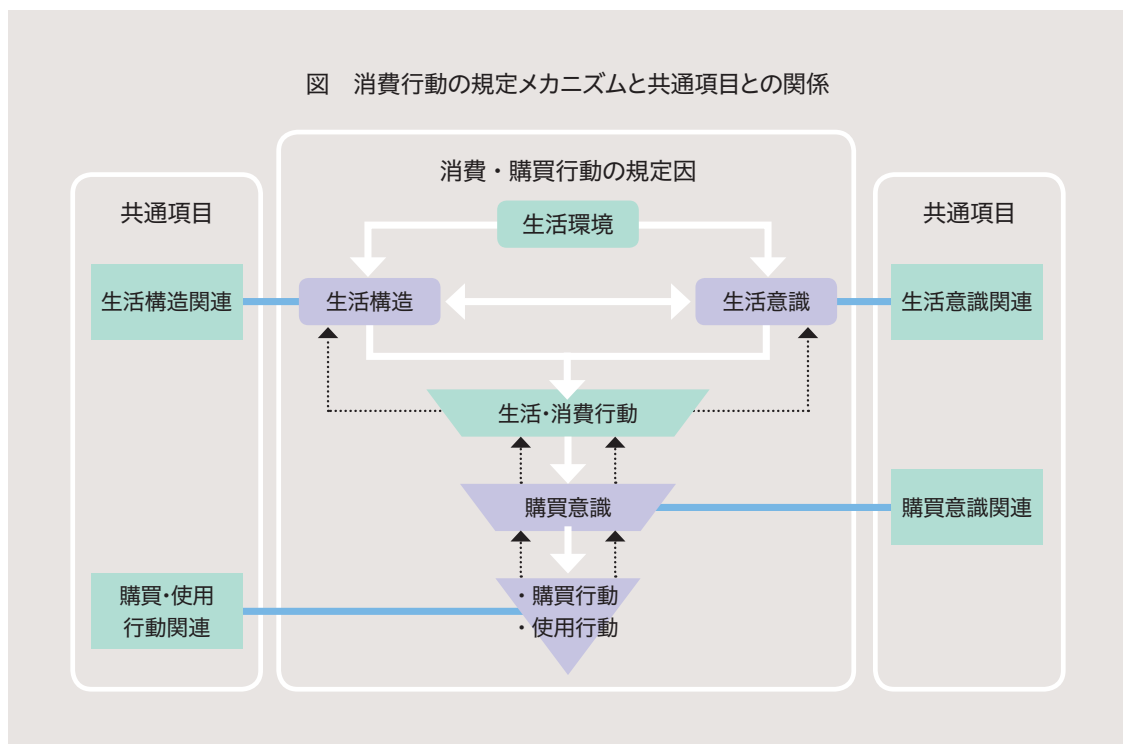 図　消費行動の規定メカニズムと共通項目との関係
消費・購買行動の規定因
共通項目
共通項目
生活環境
生活構造関連
生活構造
生活意識
生活意識関連
生活・消費行動
購買意識
購買意識関連
購買・使用
行動関連
・購買行動
・使用行動